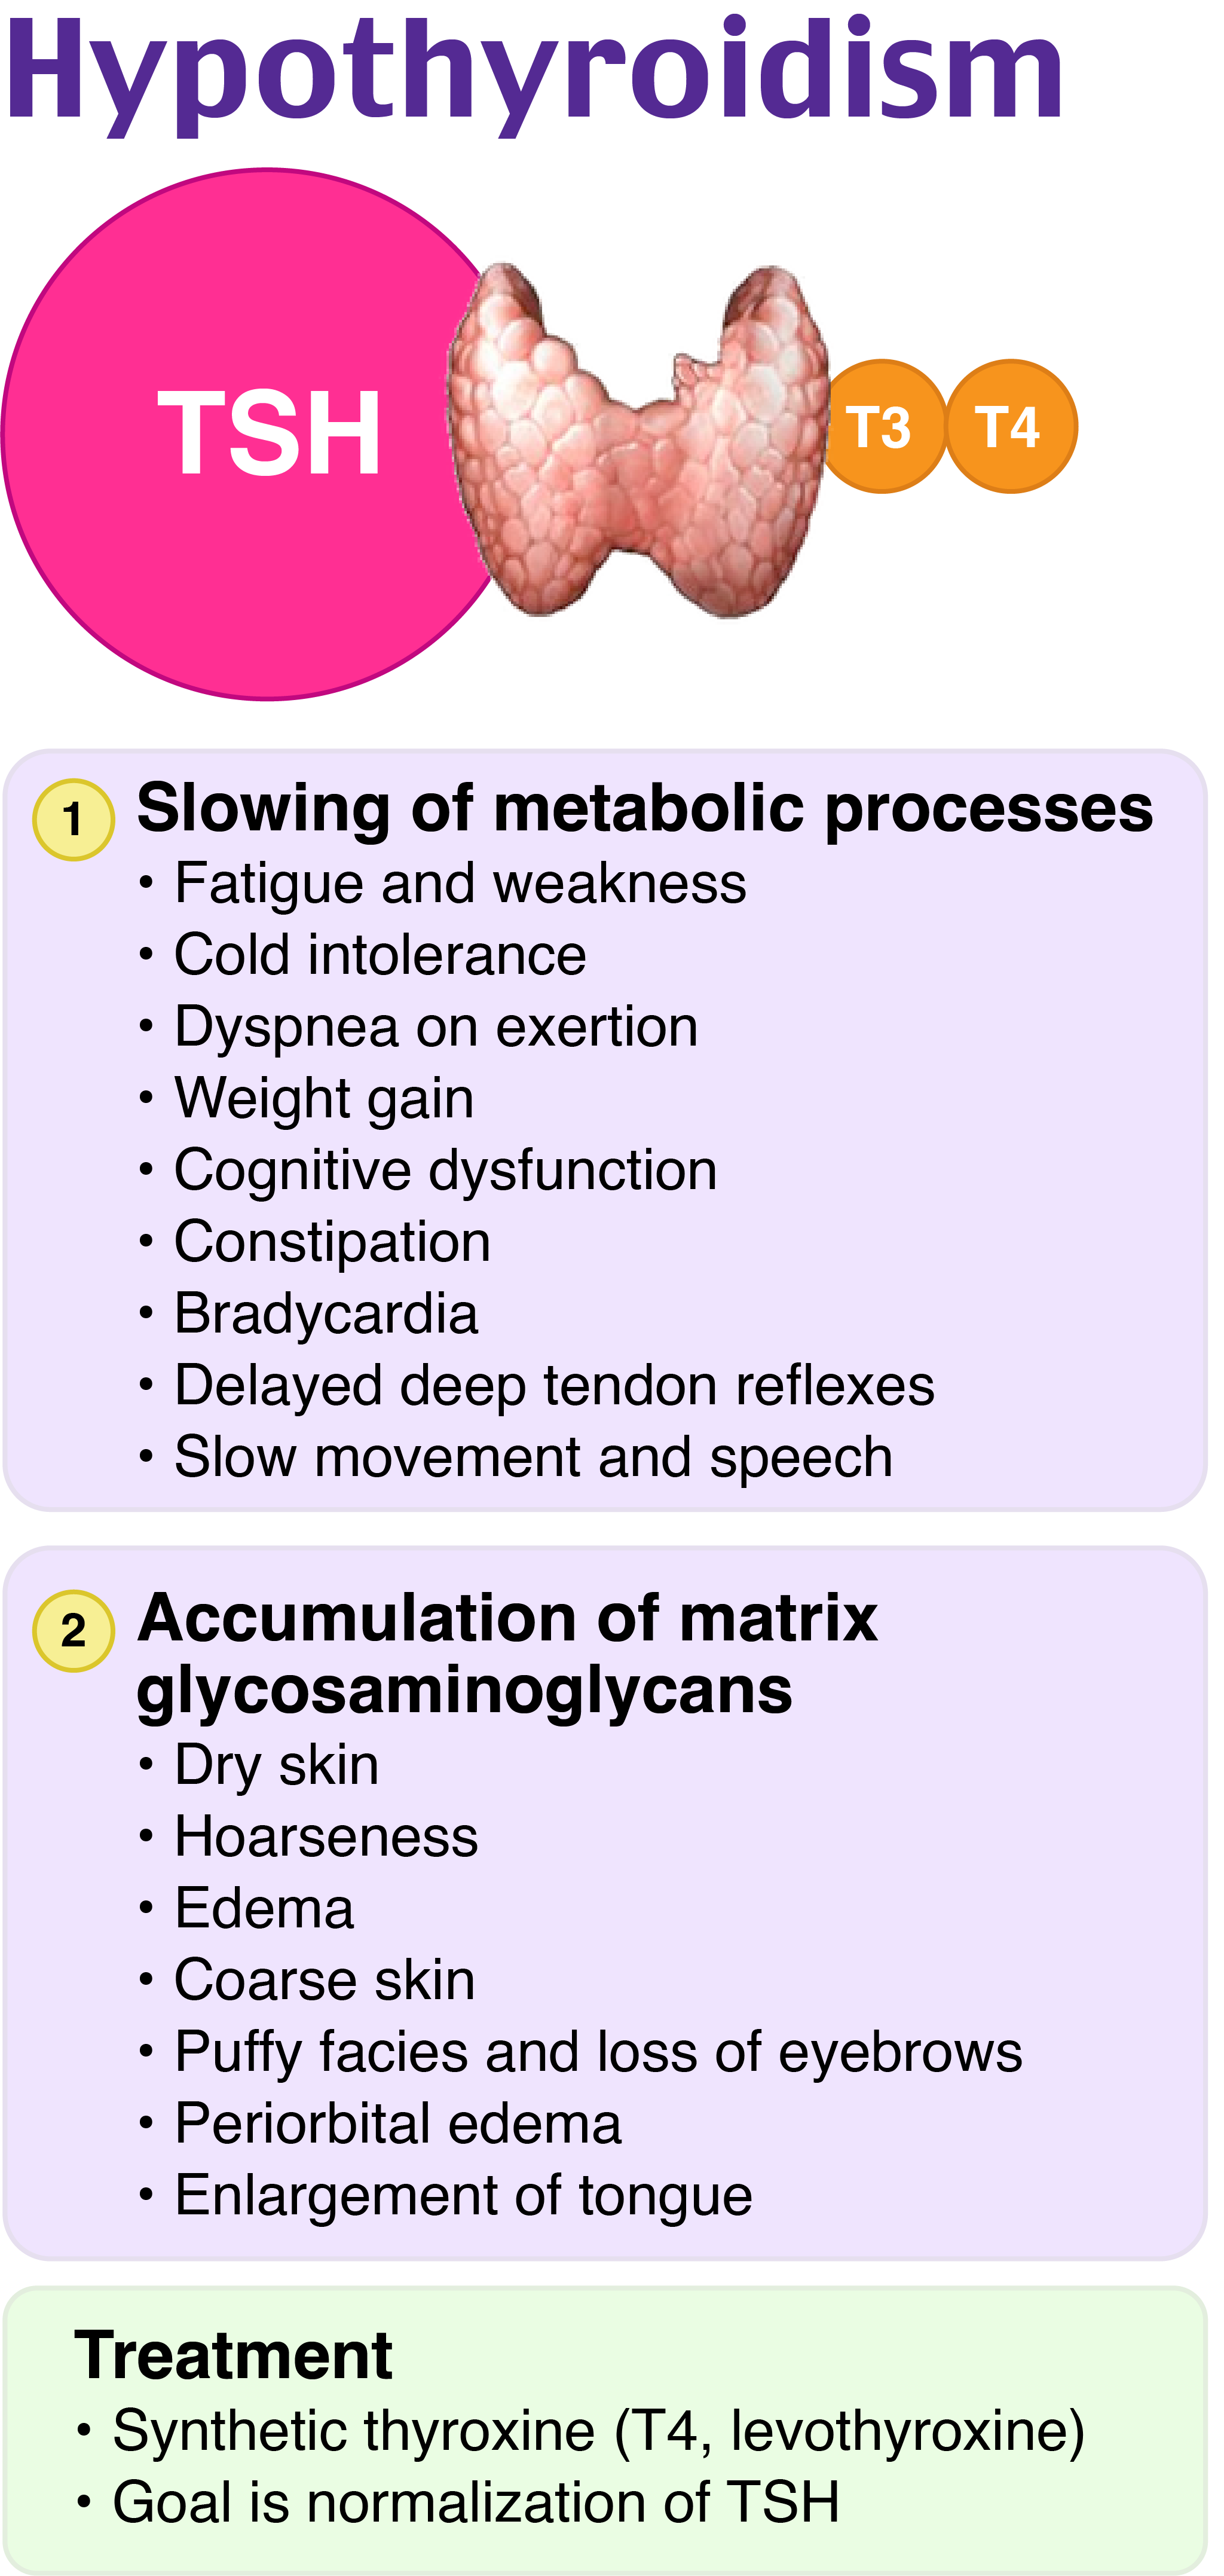 Hypothyroidism
TSH
T3
T4
1
Slowing of metabolic processes
• Fatigue and weakness
• Cold intolerance
• Dyspnea on exertion
• Weight gain
• Cognitive dysfunction
• Constipation
• Bradycardia
• Delayed deep tendon reflexes
• Slow movement and speech
2
Accumulation of matrix
glycosaminoglycans
• Dry skin
• Hoarseness
• Edema
• Coarse skin
• Puffy facies and loss of eyebrows
• Periorbital edema
• Enlargement of tongue
Treatment
• Synthetic thyroxine (T4, levothyroxine)
• Goal is normalization of TSH